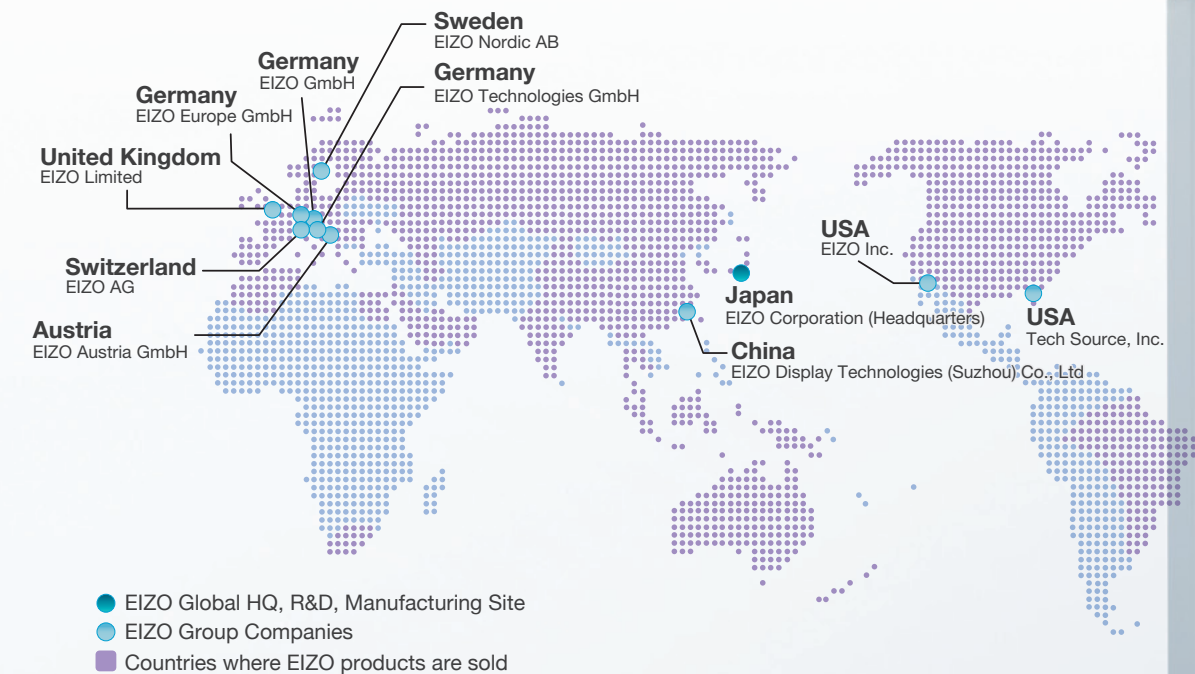 Sweden
EIZO Nordic AB
Germany
EIZO GmbH
Germany
EIZO Technologies GmbH
Germany
EIZO Europe GmbH
United Kingdom
EIZO Limited
Switzerland
EIZO AG
Austria
EIZO Austria GmbH
USA
EIZO Inc.
Japan
EIZO Corporation (Headquarters)
USA
Tech Source, Inc.
China
EIZO Display Technologies (Suzhou) Co., Ltd
EIZO Global HQ, R&D, Manufacturing Site
EIZO Group Companies
Countries where EIZO products are sold